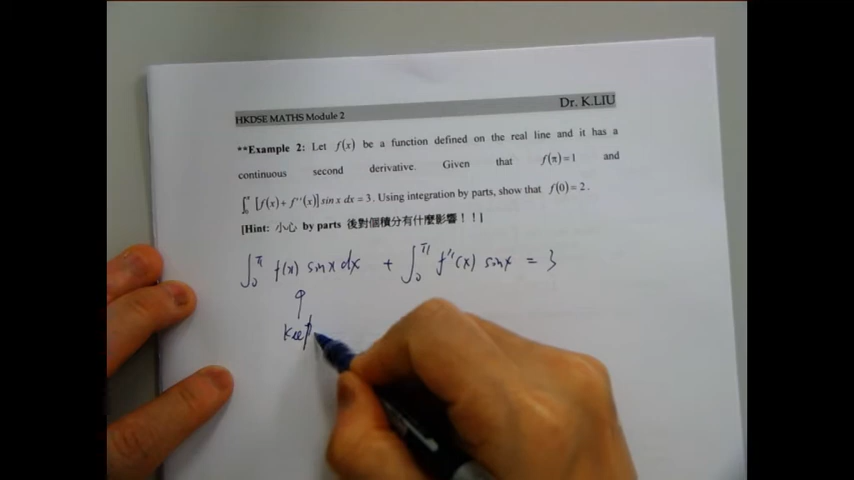 HKDSE MATHS Module 2 Dr. K.LIU
**Example 2: Let f(x) be a function defined on the real line and it has a
continuous second derivative. Given that f(π)=1 and
∫₀^π [f(x)+f''(x)] sin x dx = 3. Using integration by parts, show that f(0)=2.
[Hint: 小心 by parts 後對個積分有什麼影響!!]
∫₀^π f(x) sinx dx + ∫₀^π f''(x) sinx = 3
keep